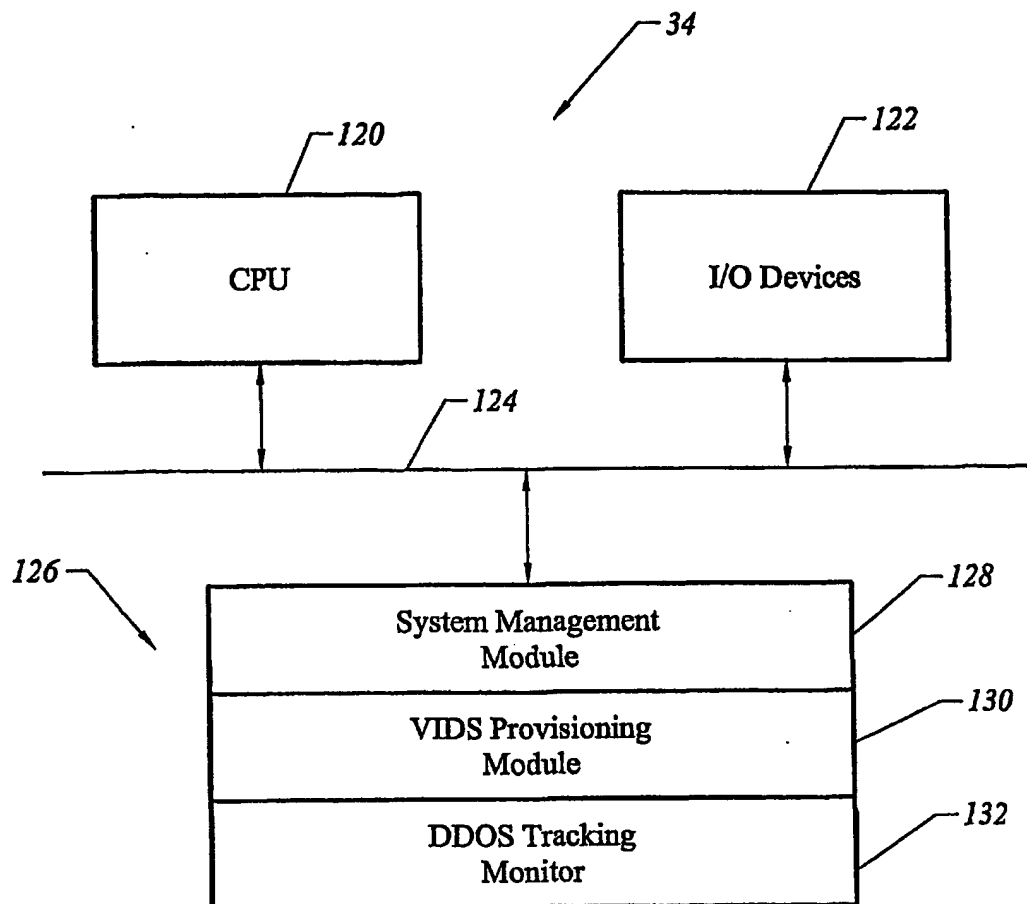 34
120
122
CPU
I/O Devices
124
126
128
System Management
Module
130
VIDS Provisioning
Module
132
DDOS Tracking
Monitor